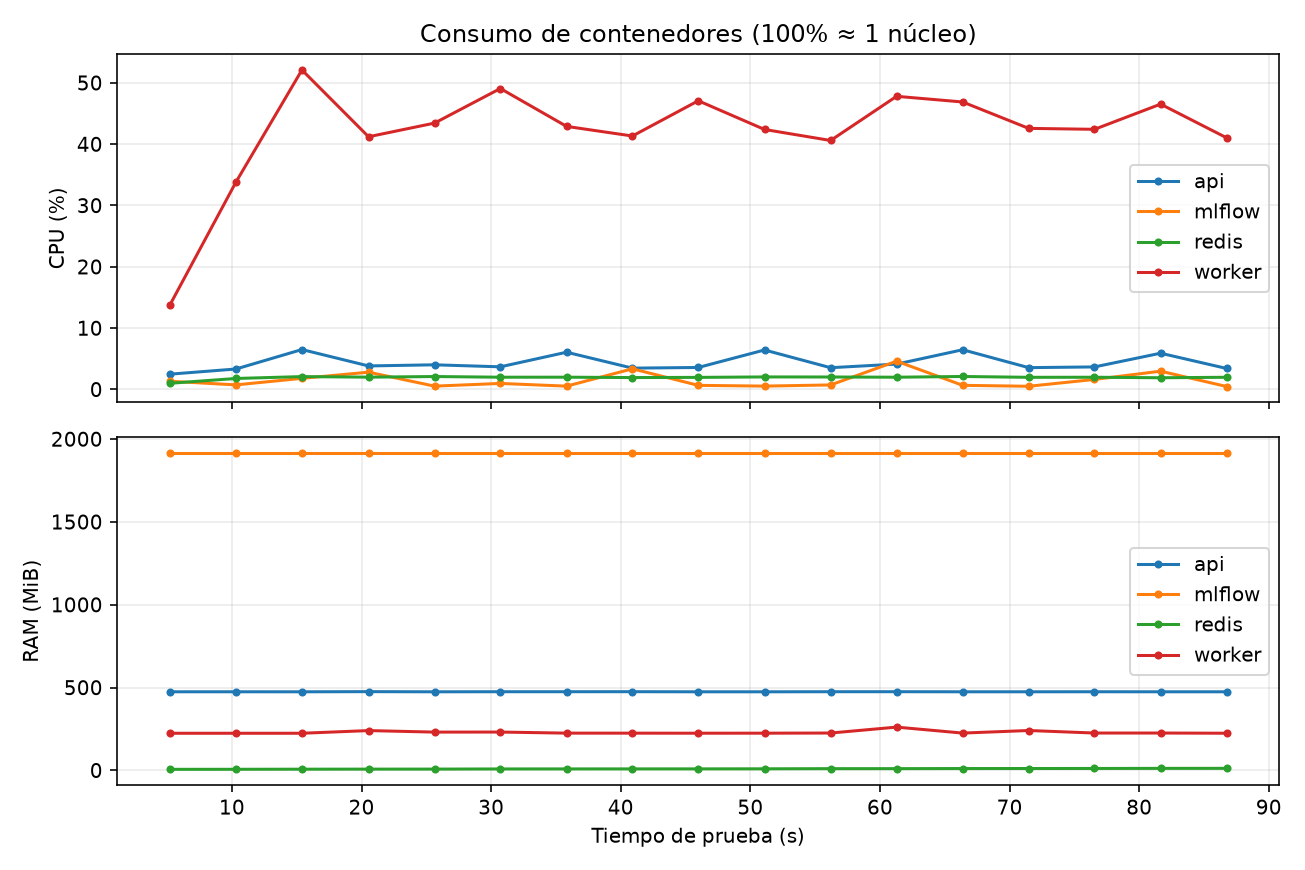 Consumo de contenedores (100% ≈ 1 núcleo)
50
40
30
20
10
0
CPU (%)
api
mlflow
redis
worker
2000
1500
1000
500
0
RAM (MiB)
api
mlflow
redis
worker
10 20 30 40 50 60 70 80 90
Tiempo de prueba (s)